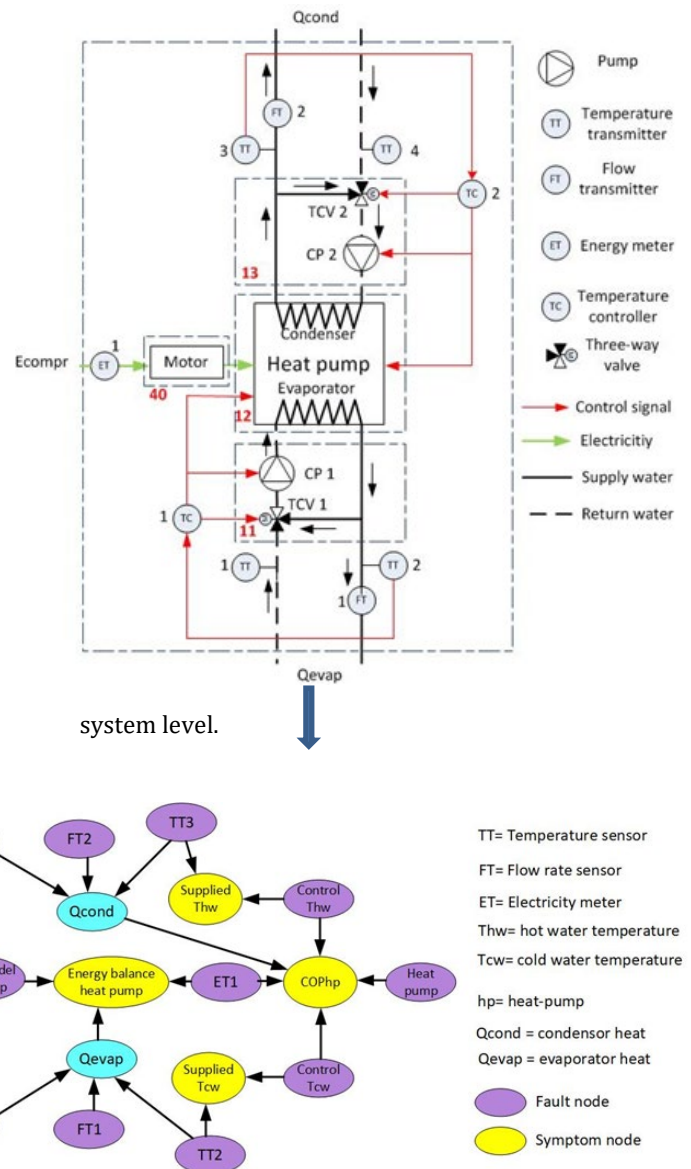 Qcond
FT
2
3
TT
TT
4
TCV 2
C
TC
2
CP 2
13
Condenser
Heat pump
Evaporator
12
Ecompr
ET
1
Motor
40
CP 1
TCV 1
1
TC
11
1
TT
TT
2
1
FT
Qevap
Pump
TT
Temperature
transmitter
FT
Flow
transmitter
ET
Energy meter
TC
Temperature
controller
C
Three-way
valve
Control signal
Electricitiy
Supply water
Return water
system level.
TT3
FT2
Supplied
Thw
Control
Thw
Qcond
Energy balance
heat pump
ET1
COPhp
Heat
pump
Qevap
Supplied
Tcw
Control
Tcw
FT1
TT2
TT= Temperature sensor
FT= Flow rate sensor
ET= Electricity meter
Thw= hot water temperature
Tcw= cold water temperature
hp= heat-pump
Qcond = condensor heat
Qevap = evaporator heat
Fault node
Symptom node